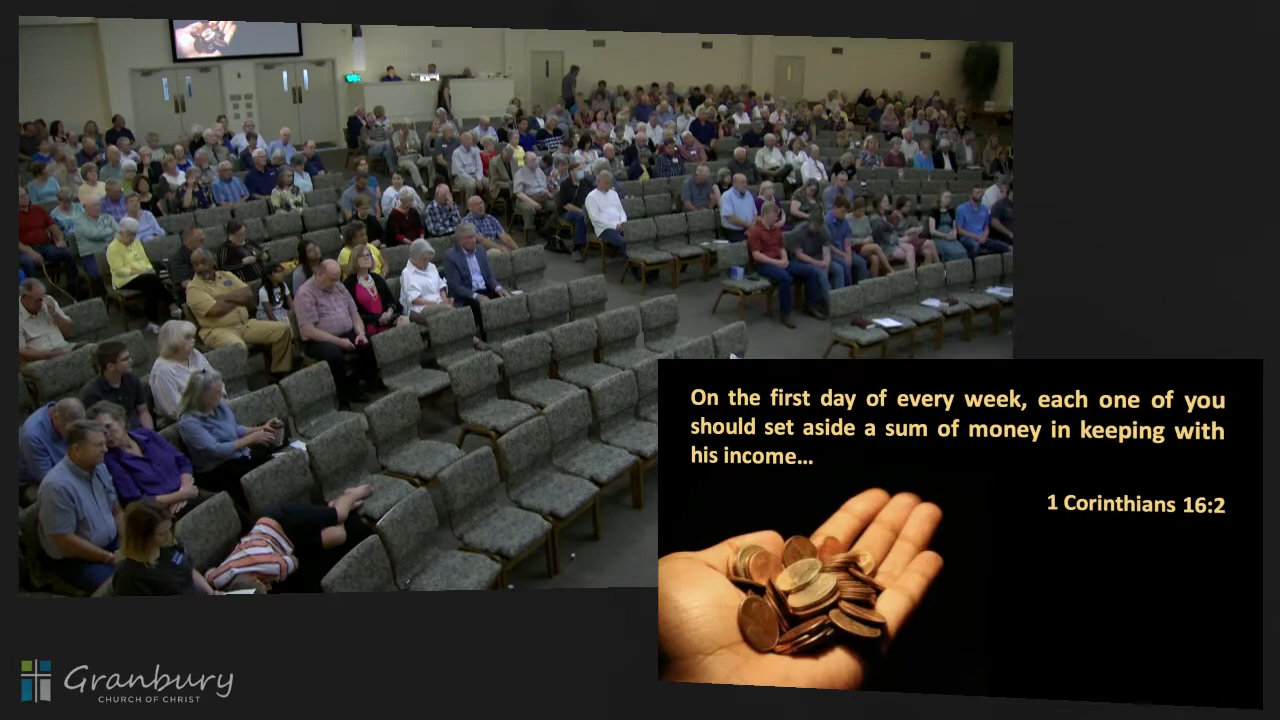 On the first day of every week, each one of you
should set aside a sum of money in keeping with
his income...
1 Corinthians 16:2
Granbury
CHURCH OF CHRIST